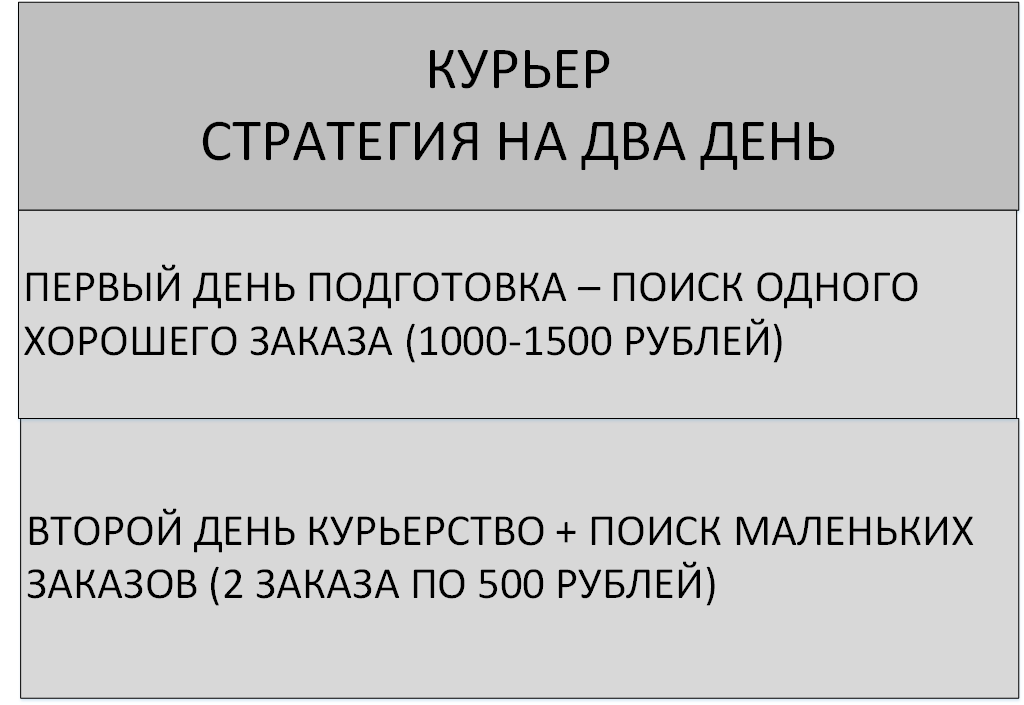 КУРЬЕР
СТРАТЕГИЯ НА ДВА ДЕНЬ
ПЕРВЫЙ ДЕНЬ ПОДГОТОВКА – ПОИСК ОДНОГО
ХОРОШЕГО ЗАКАЗА (1000-1500 РУБЛЕЙ)
ВТОРОЙ ДЕНЬ КУРЬЕРСТВО + ПОИСК МАЛЕНЬКИХ
ЗАКАЗОВ (2 ЗАКАЗА ПО 500 РУБЛЕЙ)